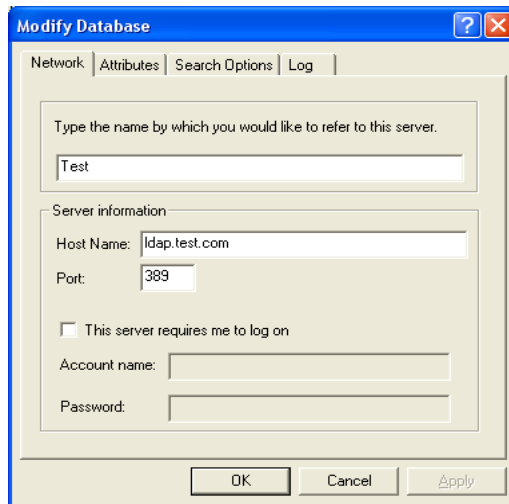 Modify Database
Network Attributes Search Options Log
Type the name by which you would like to refer to this server.
Test
Server information
Host Name: ldap.test.com
Port: 389
This server requires me to log on
Account name:
Password:
OK Cancel Apply